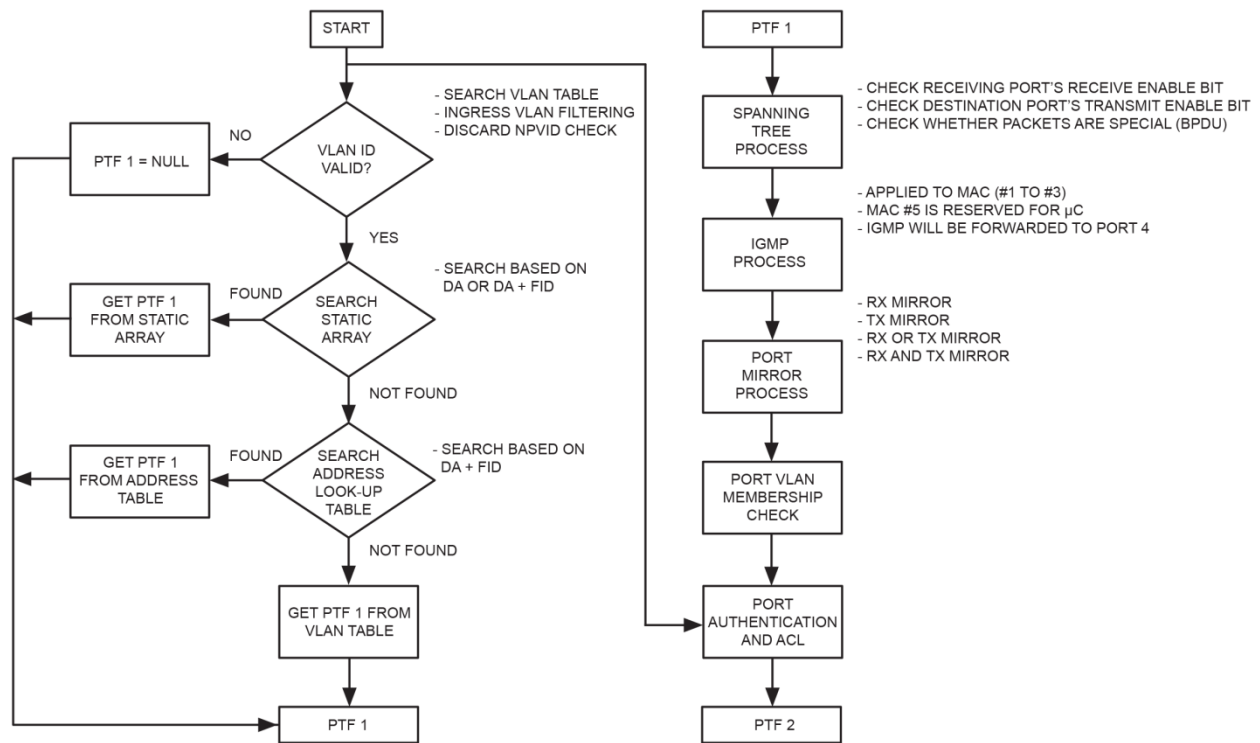 START
- SEARCH VLAN TABLE
- INGRESS VLAN FILTERING
- DISCARD NPVID CHECK
NO
PTF 1 = NULL
VLAN ID
VALID?
YES
- SEARCH BASED ON
DA OR DA + FID
FOUND
GET PTF 1
FROM STATIC
ARRAY
SEARCH
STATIC
ARRAY
NOT FOUND
- SEARCH BASED ON
DA + FID
FOUND
GET PTF 1
FROM ADDRESS
TABLE
SEARCH
ADDRESS
LOOK-UP
TABLE
NOT FOUND
GET PTF 1 FROM
VLAN TABLE
PTF 1
PTF 1
SPANNING
TREE
PROCESS
- CHECK RECEIVING PORT'S RECEIVE ENABLE BIT
- CHECK DESTINATION PORT'S TRANSMIT ENABLE BIT
- CHECK WHETHER PACKETS ARE SPECIAL (BPDU)
IGMP
PROCESS
- APPLIED TO MAC (#1 TO #3)
- MAC #5 IS RESERVED FOR µC
- IGMP WILL BE FORWARDED TO PORT 4
PORT
MIRROR
PROCESS
- RX MIRROR
- TX MIRROR
- RX OR TX MIRROR
- RX AND TX MIRROR
PORT VLAN
MEMBERSHIP
CHECK
PORT
AUTHENTICATION
AND ACL
PTF 2